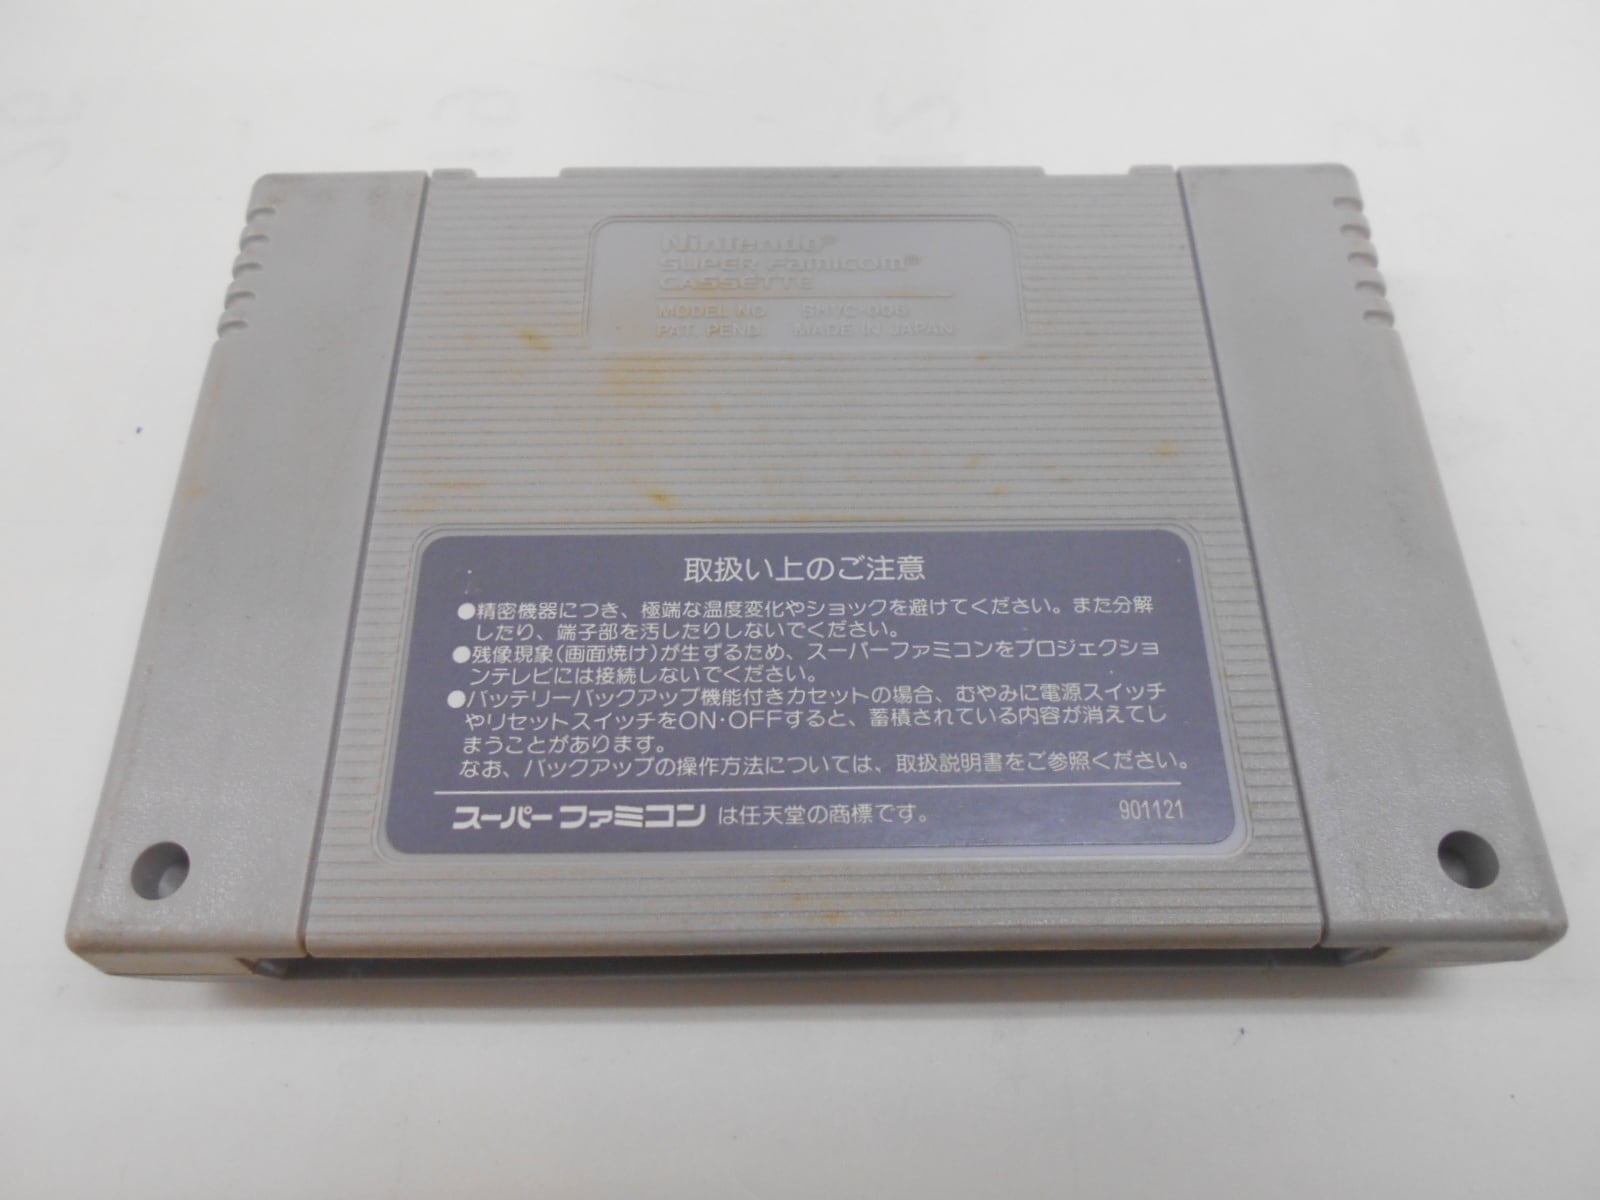 Nintendo®
SUPER Famicom®
CASSETTE
MODEL NO. SHVC-006
PAT. PEND. MADE IN JAPAN
取扱い上のご注意
●精密機器につき、極端な温度変化やショックを避けてください。また分解
したり、端子部を汚したりしないでください。
●残像現象(画面焼け)が生ずるため、スーパーファミコンをプロジェクショ
ンテレビには接続しないでください。
●バッテリーバックアップ機能付きカセットの場合、むやみに電源スイッチ
やリセットスイッチをON・OFFすると、蓄積されている内容が消えてし
まうことがあります。
なお、バックアップの操作方法については、取扱説明書をご参照ください。
スーパーファミコン は任天堂の商標です。 901121